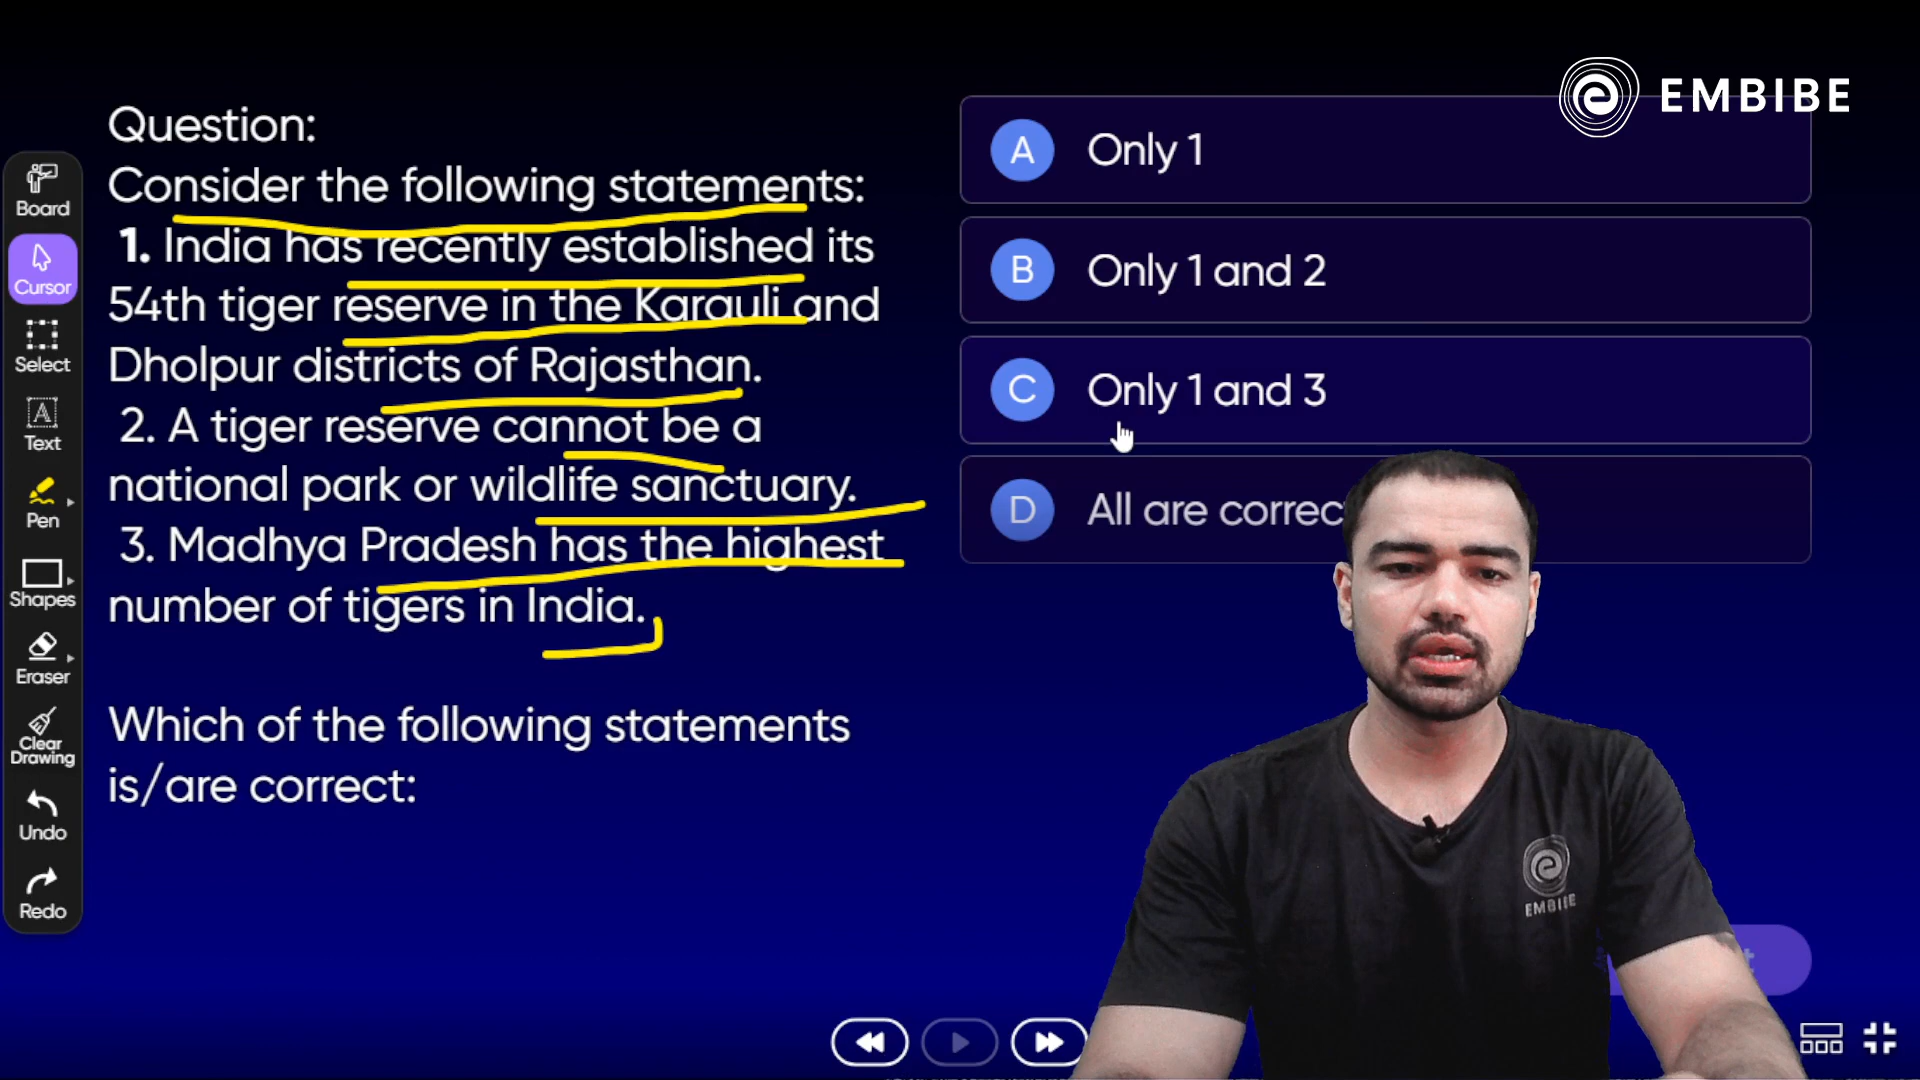 EMBIBE
Question:
Consider the following statements:
1. India has recently established its
54th tiger reserve in the Karauli and
Dholpur districts of Rajasthan.
2. A tiger reserve cannot be a
national park or wildlife sanctuary.
3. Madhya Pradesh has the highest
number of tigers in India.
Which of the following statements
is/are correct:
A Only 1
B Only 1 and 2
C Only 1 and 3
D All are correc
Board
Cursor
Select
A
Text
Pen
Shapes
Eraser
Clear
Drawing
Undo
Redo
EMBIBE